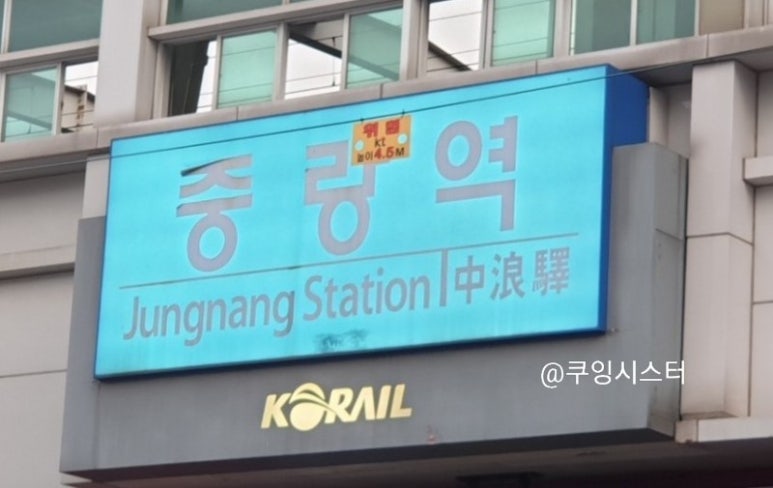 위험
kt
높이 4.5M
중랑역
Jungnang Station 中浪驛
KORAIL
@쿠잉시스터